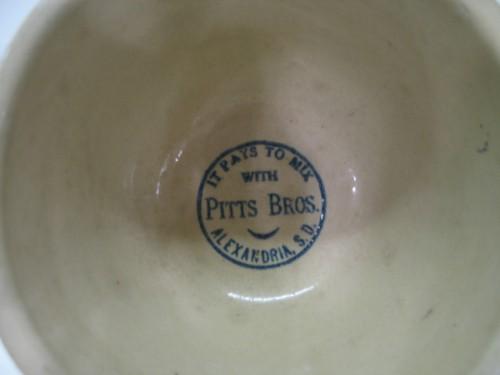 IT PAYS TO MIX
WITH
PITTS BROS.
ALEXANDRIA, S.D.